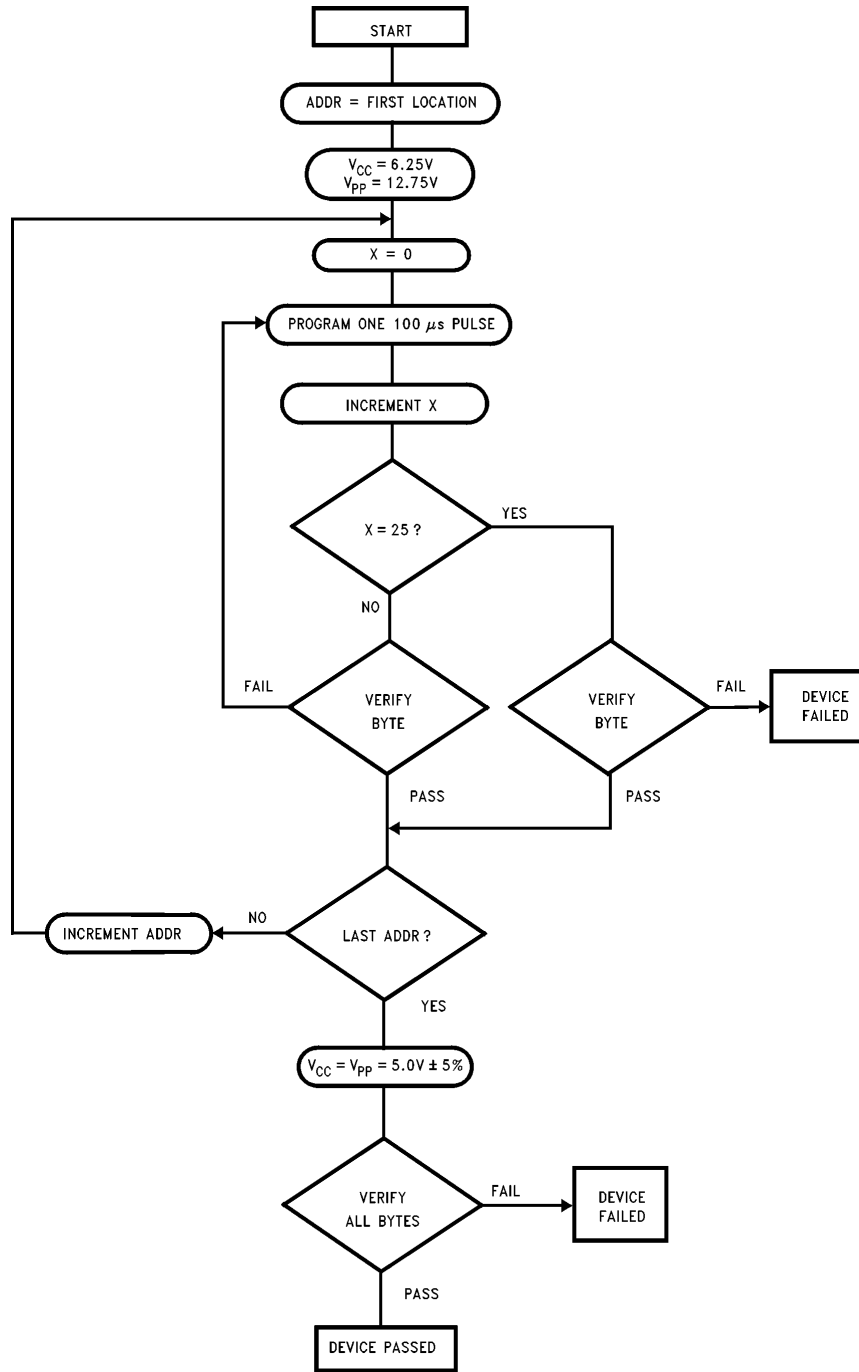 START
ADDR = FIRST LOCATION
VCC = 6.25V
VPP = 12.75V
X = 0
PROGRAM ONE 100 μs PULSE
INCREMENT X
X = 25 ?
YES
NO
FAIL
VERIFY
BYTE
VERIFY
BYTE
FAIL
DEVICE
FAILED
PASS
PASS
INCREMENT ADDR
NO
LAST ADDR ?
YES
VCC = VPP = 5.0V ± 5%
VERIFY
ALL BYTES
FAIL
DEVICE
FAILED
PASS
DEVICE PASSED